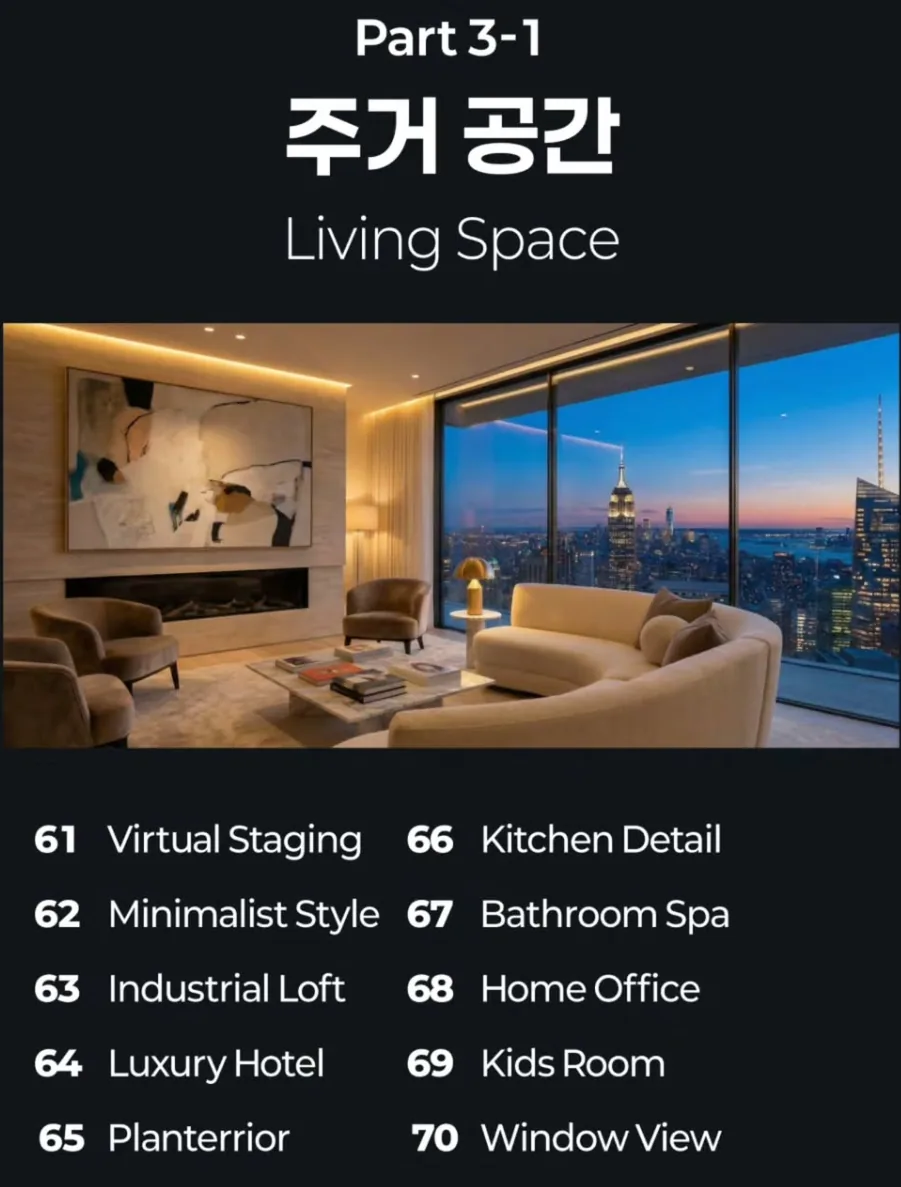 Part 3-1
주거 공간
Living Space
61 Virtual Staging
62 Minimalist Style
63 Industrial Loft
64 Luxury Hotel
65 Planterrior
66 Kitchen Detail
67 Bathroom Spa
68 Home Office
69 Kids Room
70 Window View